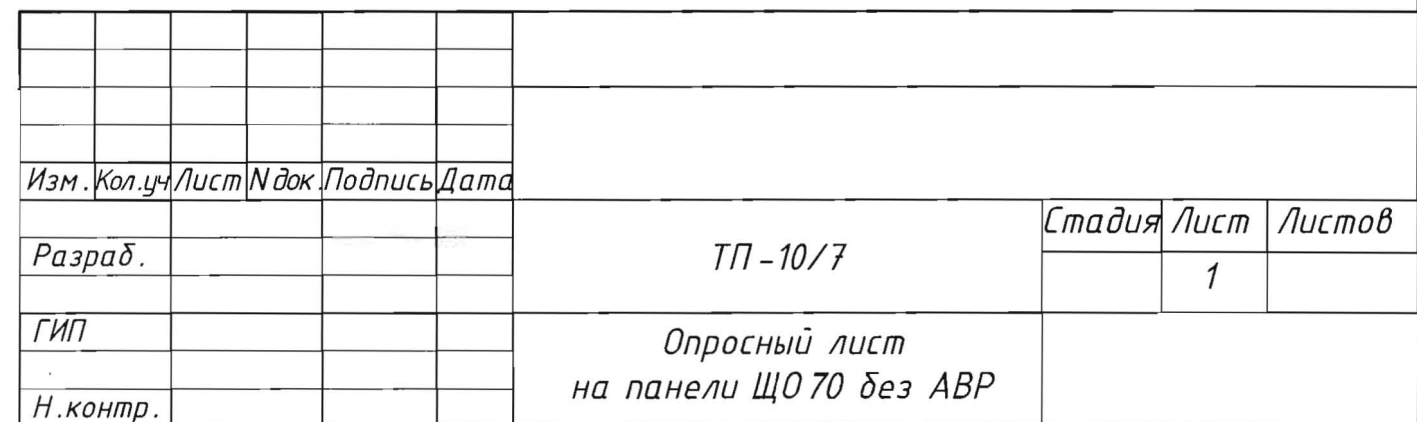 Изм. Кол.уч Лист N док. Подпись Дата
Стадия Лист Листов
Разраб.
ТП-10/7
1
ГИП
Опросный лист
на панели ЩО 70 без АВР
Н.контр.